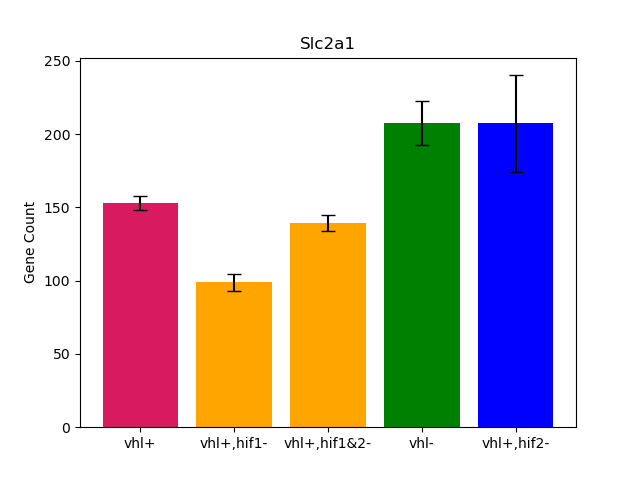 Slc2a1
Gene Count
250
200
150
100
50
0
vhl+
vhl+,hif1-
vhl+,hif1&2-
vhl-
vhl+,hif2-